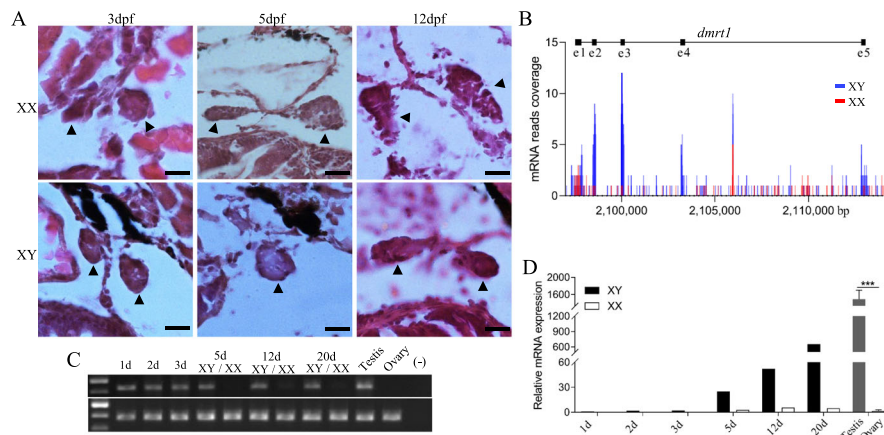 A
3dpf
5dpf
12dpf
XX
XY
B
dmrt1
e1 e2 e3 e4 e5
mRNA reads coverage
15
10
5
0
XY
XX
2,100,000 2,105,000 2,110,000 bp
C
1d 2d 3d 5d XY / XX 12d XY / XX 20d XY / XX Testis Ovary (-)
D
Relative mRNA expression
2000
1600
1200
1200
900
600
60
30
0
XY
XX
***
1d 2d 3d 5d 12d 20d Testis Ovary